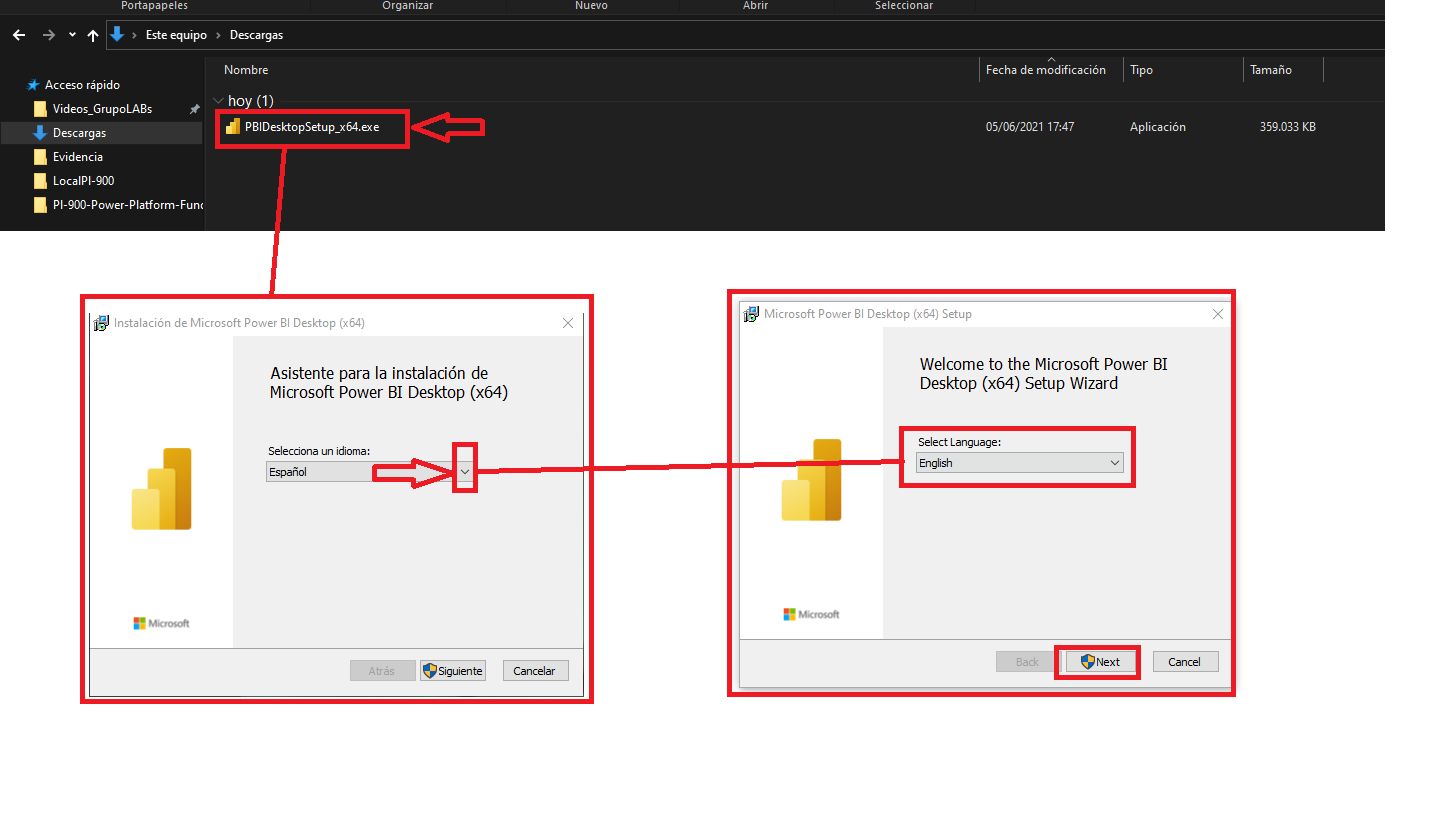 Portapapeles Organizar Nuevo Abrir Seleccionar
Este equipo Descargas
Nombre Fecha de modificación Tipo Tamaño
Acceso rápido
Videos_GrupoLABs
Descargas
Evidencia
LocalPI-900
PI-900-Power-Platform-Func
hoy (1)
PBIDesktopSetup_x64.exe 05/06/2021 17:47 Aplicación 359.033 KB
Instalación de Microsoft Power BI Desktop (x64)
Asistente para la instalación de
Microsoft Power BI Desktop (x64)
Selecciona un idioma:
Español
Microsoft
Atrás Siguiente Cancelar
Microsoft Power BI Desktop (x64) Setup
Welcome to the Microsoft Power BI
Desktop (x64) Setup Wizard
Select Language:
English
Microsoft
Back Next Cancel